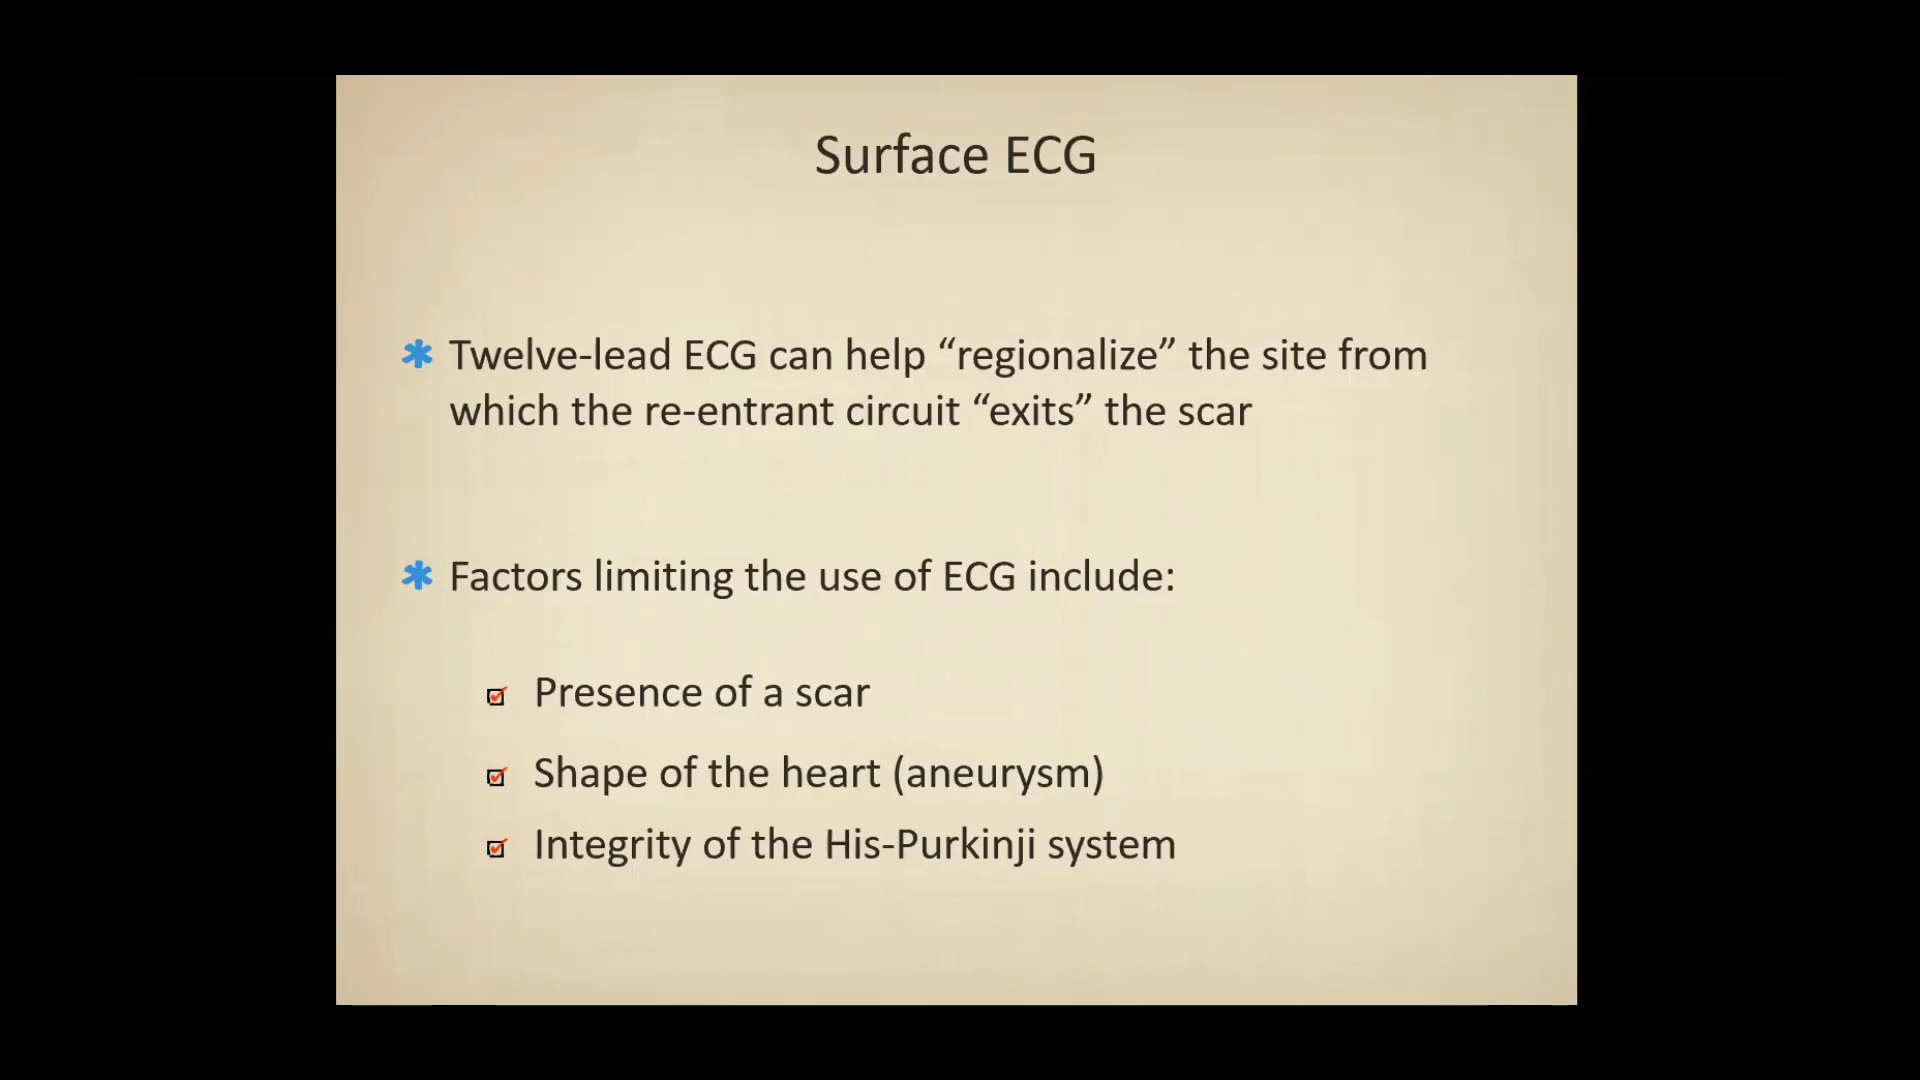 Surface ECG
Twelve-lead ECG can help “regionalize” the site from
which the re-entrant circuit “exits” the scar
Factors limiting the use of ECG include:
Presence of a scar
Shape of the heart (aneurysm)
Integrity of the His-Purkinji system